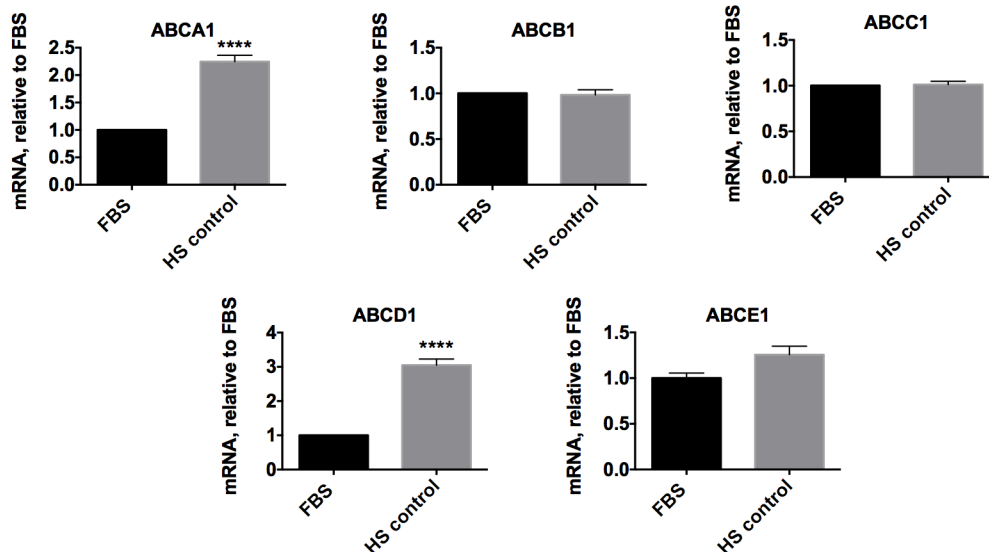 ABCA1
****
mRNA, relative to FBS
2.5
2.0
1.5
1.0
0.5
0.0
FBS
HS control
ABCB1
mRNA, relative to FBS
1.5
1.0
0.5
0.0
FBS
HS control
ABCC1
mRNA, relative to FBS
1.5
1.0
0.5
0.0
FBS
HS control
ABCD1
****
mRNA, relative to FBS
4
3
2
1
0
FBS
HS control
ABCE1
mRNA, relative to FBS
1.5
1.0
0.5
0.0
FBS
HS control